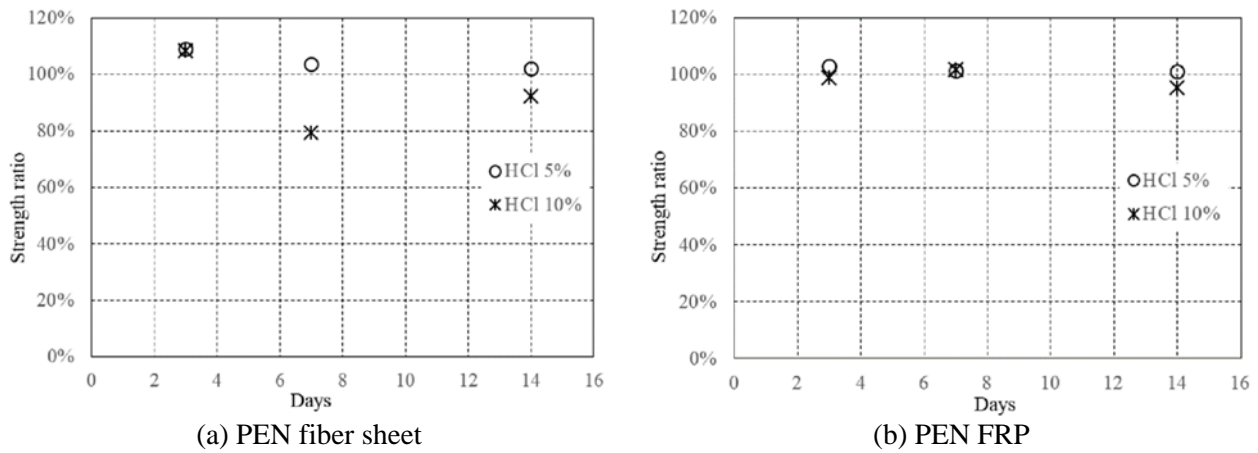 120%
100%
80%
60%
40%
20%
0%
Strength ratio
HCl 5%
HCl 10%
0 2 4 6 8 10 12 14 16
Days
(a) PEN fiber sheet
120%
100%
80%
60%
40%
20%
0%
Strength ratio
HCl 5%
HCl 10%
0 2 4 6 8 10 12 14 16
Days
(b) PEN FRP